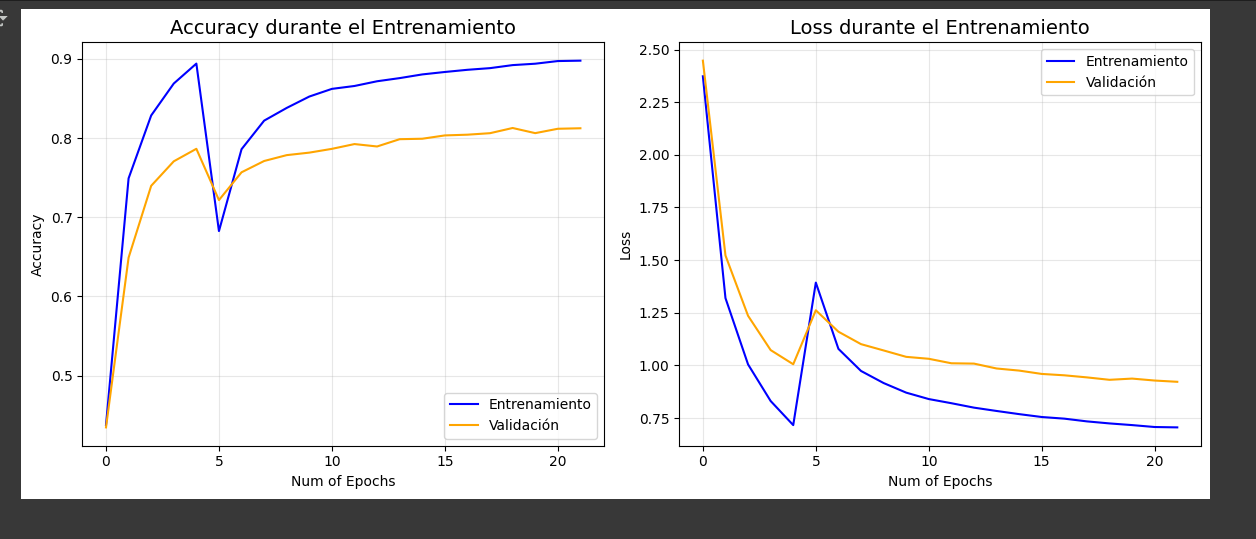 Accuracy durante el Entrenamiento
0.9
0.8
0.7
0.6
0.5
Accuracy
0 5 10 15 20
Num of Epochs
Entrenamiento
Validación
Loss durante el Entrenamiento
2.50
2.25
2.00
1.75
1.50
1.25
1.00
0.75
Loss
0 5 10 15 20
Num of Epochs
Entrenamiento
Validación